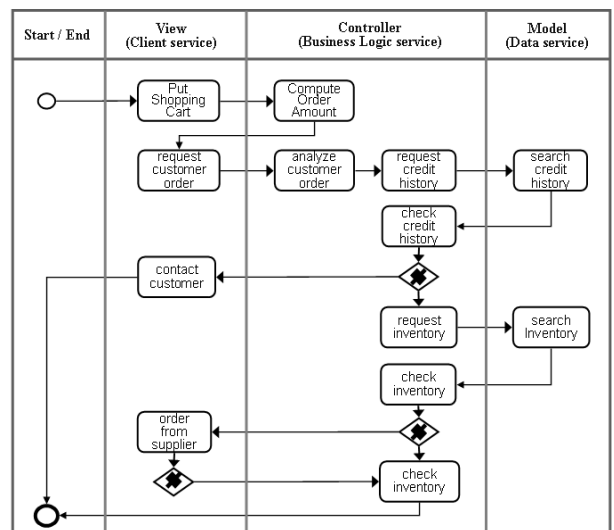 Start / End
View
(Client service)
Controller
(Business Logic service)
Model
(Data service)
Put
Shopping
Cart
Compute
Order
Amount
request
customer
order
analyze
customer
order
request
credit
history
search
credit
history
check
credit
history
contact
customer
request
inventory
search
Inventory
check
inventory
order
from
supplier
check
inventory